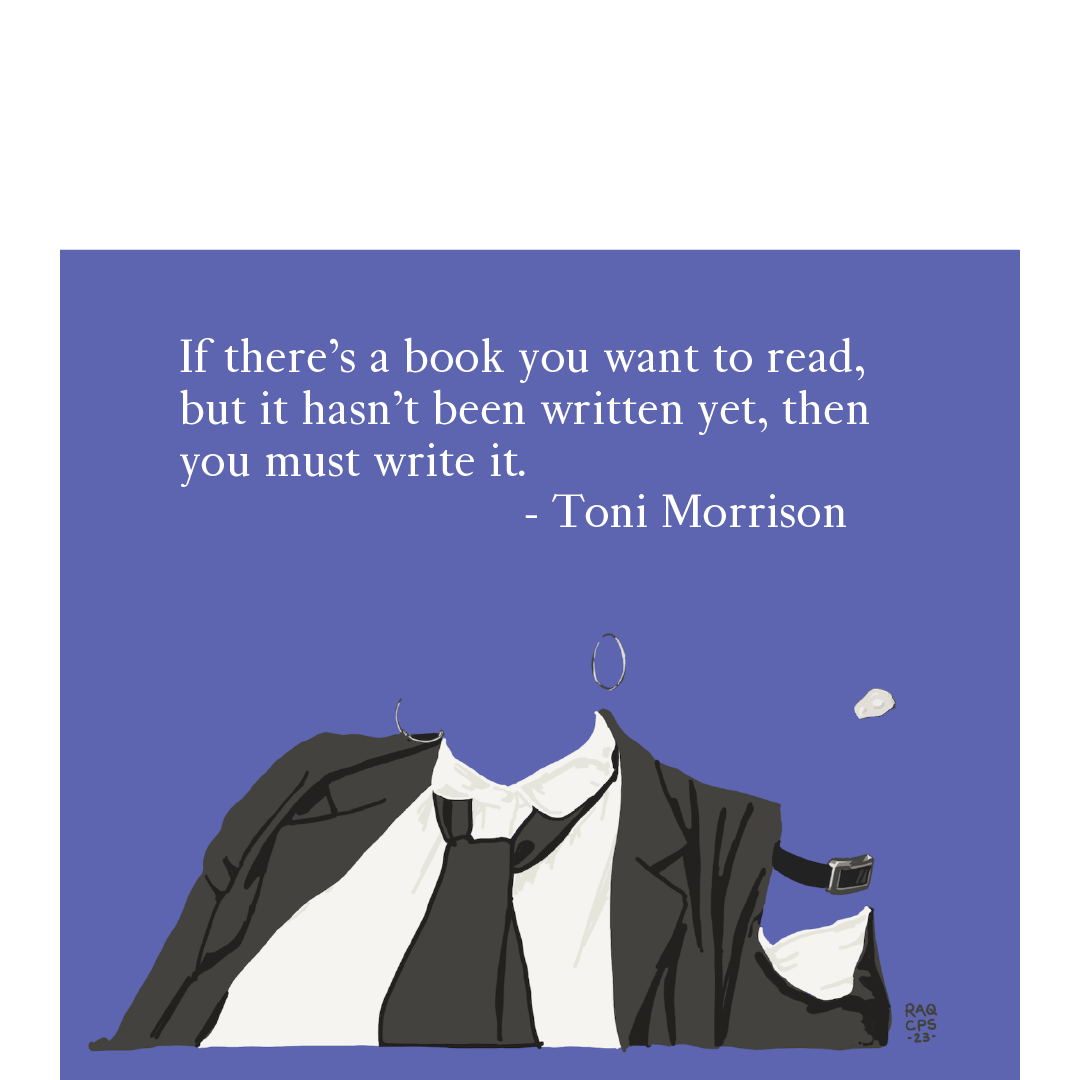 If there’s a book you want to read,
but it hasn’t been written yet, then
you must write it.
- Toni Morrison
RAQ
CPS
-23-